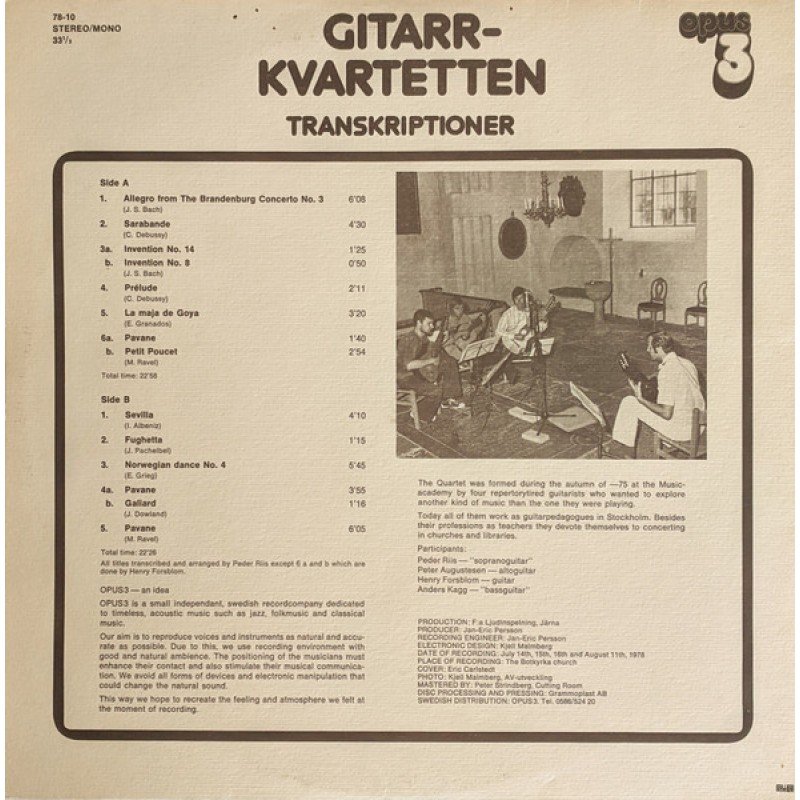 78-10
STEREO/MONO
33⅓
GITARR-
KVARTETTEN
TRANSKRIPTIONER
opus
3
Side A
1. Allegro from The Brandenburg Concerto No. 3 6'08
(J. S. Bach)
2. Sarabande 4'30
(C. Debussy)
3a. Invention No. 14 1'25
b. Invention No. 8 0'50
(J. S. Bach)
4. Prélude 2'11
(C. Debussy)
5. La maja de Goya 3'20
(E. Granados)
6a. Pavane 1'40
b. Petit Poucet 2'54
(M. Ravel)
Total time: 22'58
Side B
1. Sevilla 4'10
(I. Albeniz)
2. Fughetta 1'15
(J. Pachelbel)
3. Norwegian dance No. 4 5'45
(E. Grieg)
4a. Pavane 3'55
b. Galiard 1'16
(J. Dowland)
5. Pavane 6'05
(M. Ravel)
Total time: 22'26
All titles transcribed and arranged by Peder Riis except 6 a and b which are
done by Henry Forsblom.
OPUS3 — an idea
OPUS3 is a small independant, swedish recordcompany dedicated
to timeless, acoustic music such as jazz, folkmusic and classical
music.
Our aim is to reproduce voices and instruments as natural and accu-
rate as possible. Due to this, we use recording environment with
good and natural ambience. The positioning of the musicians must
enhance their contact and also stimulate their musical communica-
tion. We avoid all forms of devices and electronic manipulation that
could change the natural sound.
This way we hope to recreate the feeling and atmosphere we felt at
the moment of recording.
The Quartet was formed during the autumn of —75 at the Music-
academy by four repertorytired guitarists who wanted to explore
another kind of music than the one they were playing.
Today all of them work as guitarpedagogues in Stockholm. Besides
their professions as teachers they devote themselves to concerting
in churches and libraries.
Participants:
Peder Riis — "sopranoguitar"
Peter Augustesen — altoguitar
Henry Forsblom — guitar
Anders Kagg — "bassguitar"
PRODUCTION: F:a Ljudinspelning, Järna
PRODUCER: Jan-Eric Persson
RECORDING ENGINEER: Jan-Eric Persson
ELECTRONIC DESIGN: Kjell Malmberg
DATE OF RECORDING: July 14th, 15th, 16th and August 11th, 1978
PLACE OF RECORDING: The Botkyrka church
COVER: Eric Carlstedt
PHOTO: Kjell Malmberg, AV-utveckling
MASTERED BY: Peter Strindberg, Cutting Room
DISC PROCESSING AND PRESSING: Grammoplast AB
SWEDISH DISTRIBUTION: OPUS3. Tel. 0586/524 20